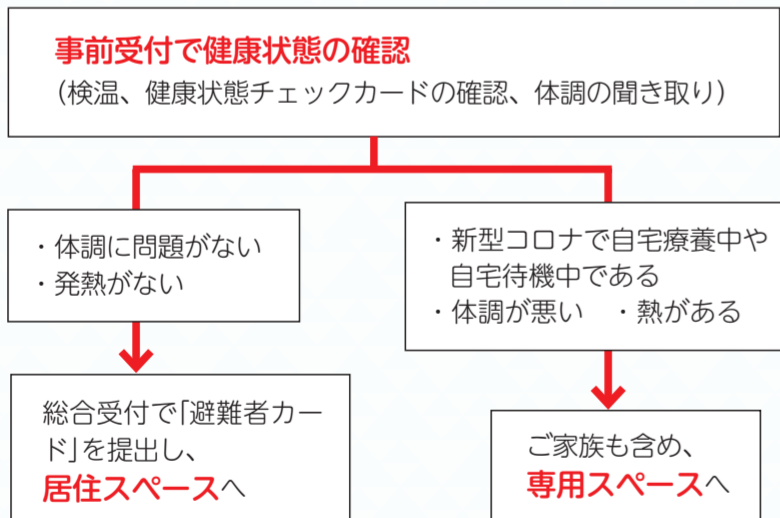 事前受付で健康状態の確認
（検温、健康状態チェックカードの確認、体調の聞き取り）
・体調に問題がない
・発熱がない
・新型コロナで自宅療養中や
自宅待機中である
・体調が悪い　・熱がある
総合受付で｢避難者カー
ド｣を提出し、
居住スペースへ
ご家族も含め、
専用スペースへ